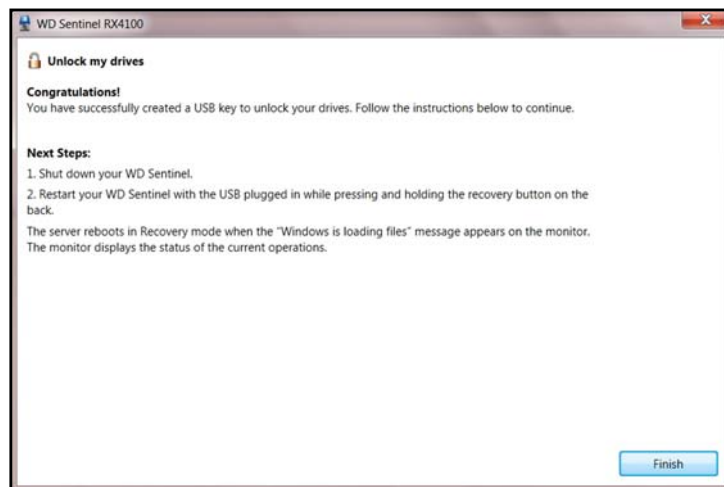 WD Sentinel RX4100
Unlock my drives
Congratulations!
You have successfully created a USB key to unlock your drives. Follow the instructions below to continue.
Next Steps:
1. Shut down your WD Sentinel.
2. Restart your WD Sentinel with the USB plugged in while pressing and holding the recovery button on the
back.
The server reboots in Recovery mode when the "Windows is loading files" message appears on the monitor.
The monitor displays the status of the current operations.
Finish